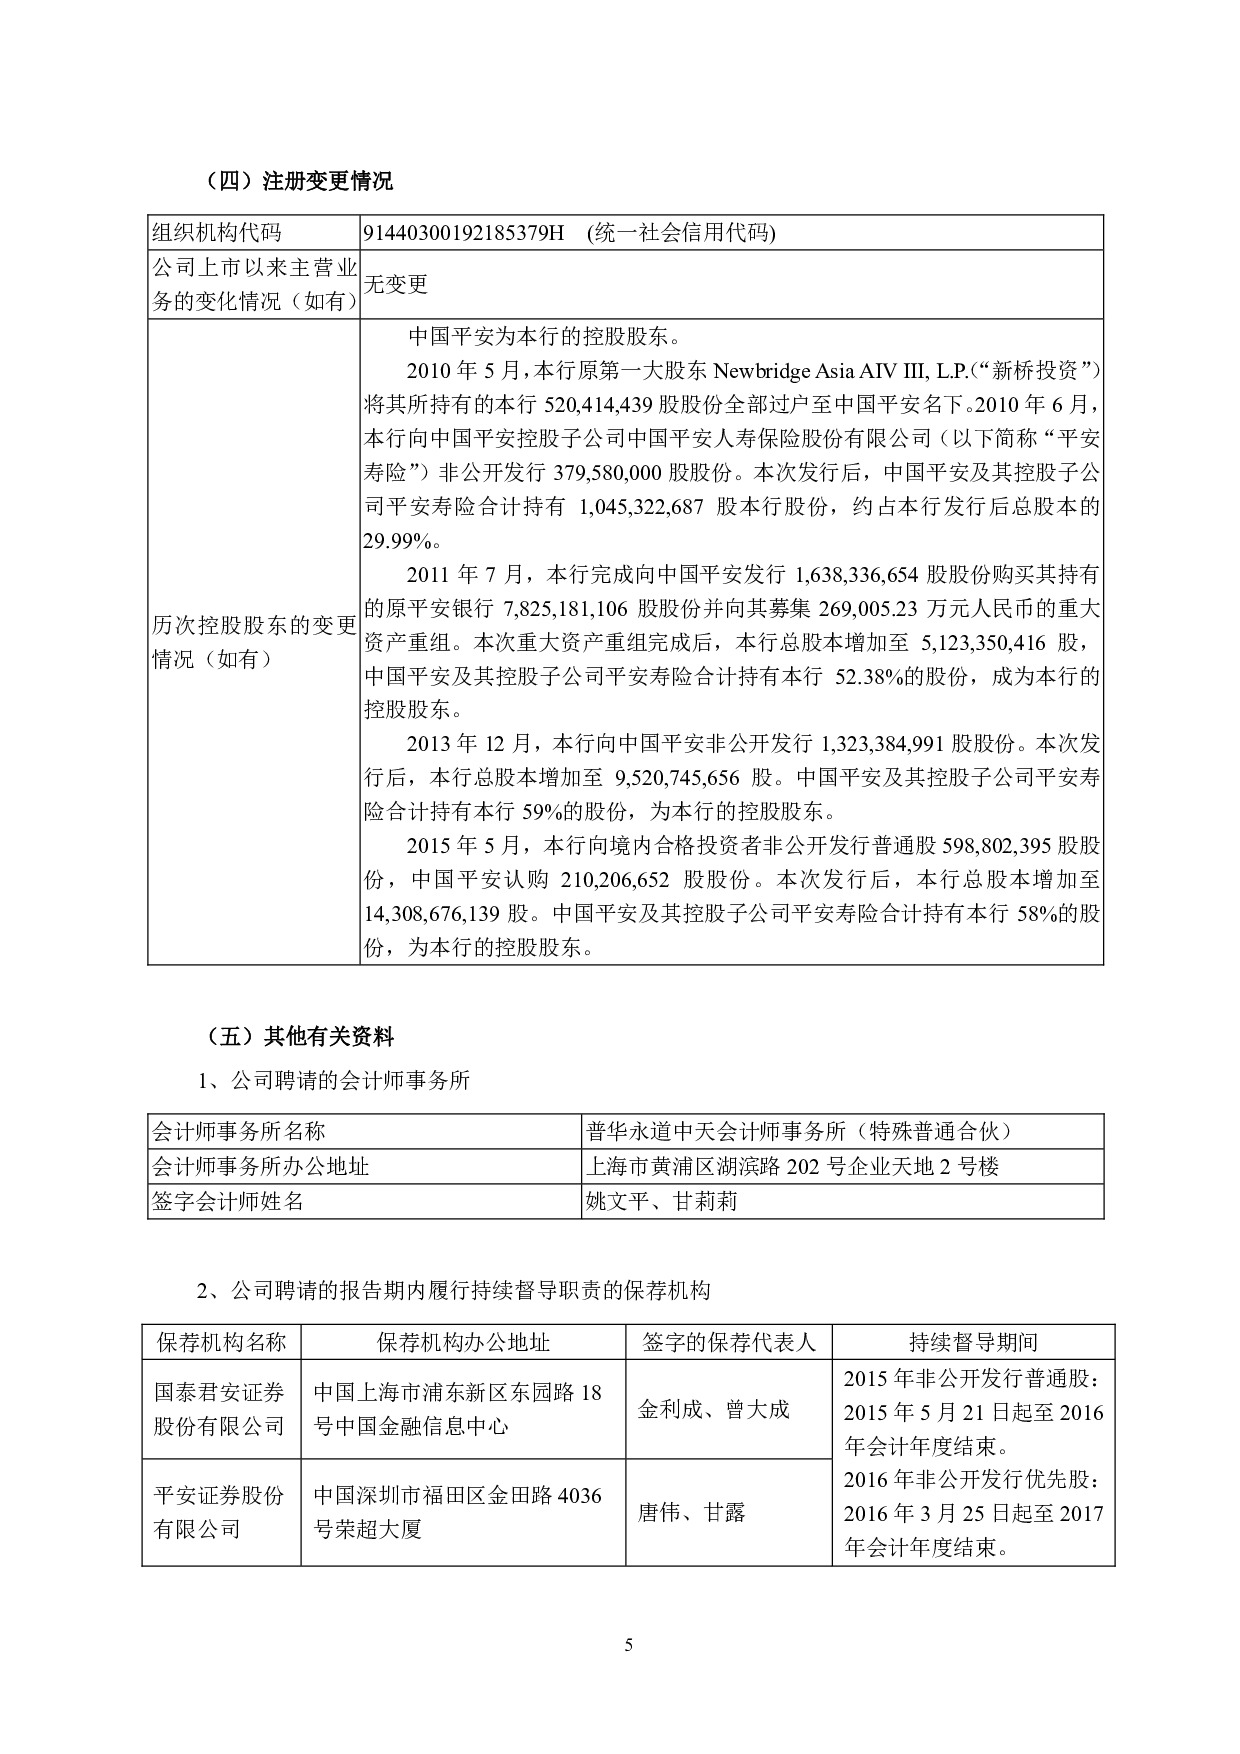 （四）注册变更情况
组织机构代码
91440300192185379H (统一社会信用代码)
公司上市以来主营业
务的变化情况（如有）
无变更
历次控股股东的变更
情况（如有）
中国平安为本行的控股股东。
2010 年 5 月，本行原第一大股东 Newbridge Asia AIV III, L.P.（“新桥投资”）
将其所持有的本行 520,414,439 股股份全部过户至中国平安名下。2010 年 6 月，
本行向中国平安控股子公司中国平安人寿保险股份有限公司（以下简称“平安
寿险”）非公开发行 379,580,000 股股份。本次发行后，中国平安及其控股子公
司平安寿险合计持有 1,045,322,687 股本行股份，约占本行发行后总股本的
29.99%。
2011 年 7 月，本行完成向中国平安发行 1,638,336,654 股股份购买其持有
的原平安银行 7,825,181,106 股股份并向其募集 269,005.23 万元人民币的重大
资产重组。本次重大资产重组完成后，本行总股本增加至 5,123,350,416 股，
中国平安及其控股子公司平安寿险合计持有本行 52.38%的股份，成为本行的
控股股东。
2013 年 12 月，本行向中国平安非公开发行 1,323,384,991 股股份。本次发
行后，本行总股本增加至 9,520,745,656 股。中国平安及其控股子公司平安寿
险合计持有本行 59%的股份，为本行的控股股东。
2015 年 5 月，本行向境内合格投资者非公开发行普通股 598,802,395 股股
份，中国平安认购 210,206,652 股股份。本次发行后，本行总股本增加至
14,308,676,139 股。中国平安及其控股子公司平安寿险合计持有本行 58%的股
份，为本行的控股股东。
（五）其他有关资料
1、公司聘请的会计师事务所
会计师事务所名称
普华永道中天会计师事务所（特殊普通合伙）
会计师事务所办公地址
上海市黄浦区湖滨路 202 号企业天地 2 号楼
签字会计师姓名
姚文平、甘莉莉
2、公司聘请的报告期内履行持续督导职责的保荐机构
保荐机构名称
保荐机构办公地址
签字的保荐代表人
持续督导期间
国泰君安证券
股份有限公司
中国上海市浦东新区东园路 18
号中国金融信息中心
金利成、曾大成
2015 年非公开发行普通股：
2015 年 5 月 21 日起至 2016
年会计年度结束。
2016 年非公开发行优先股：
2016 年 3 月 25 日起至 2017
年会计年度结束。
平安证券股份
有限公司
中国深圳市福田区金田路 4036
号荣超大厦
唐伟、甘露
5